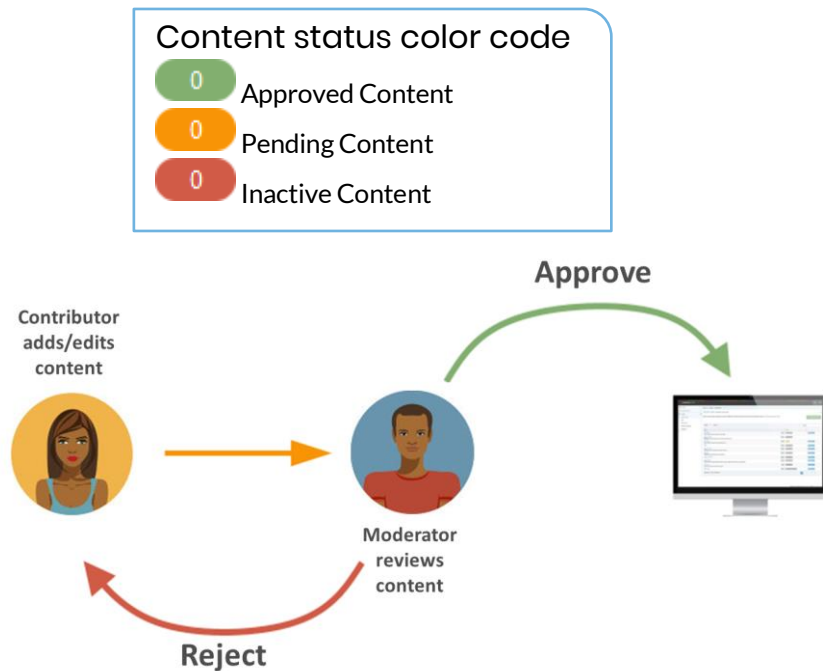 Content status color code
0 Approved Content
0 Pending Content
0 Inactive Content
Approve
Contributor
adds/edits
content
Moderator
reviews
content
Reject